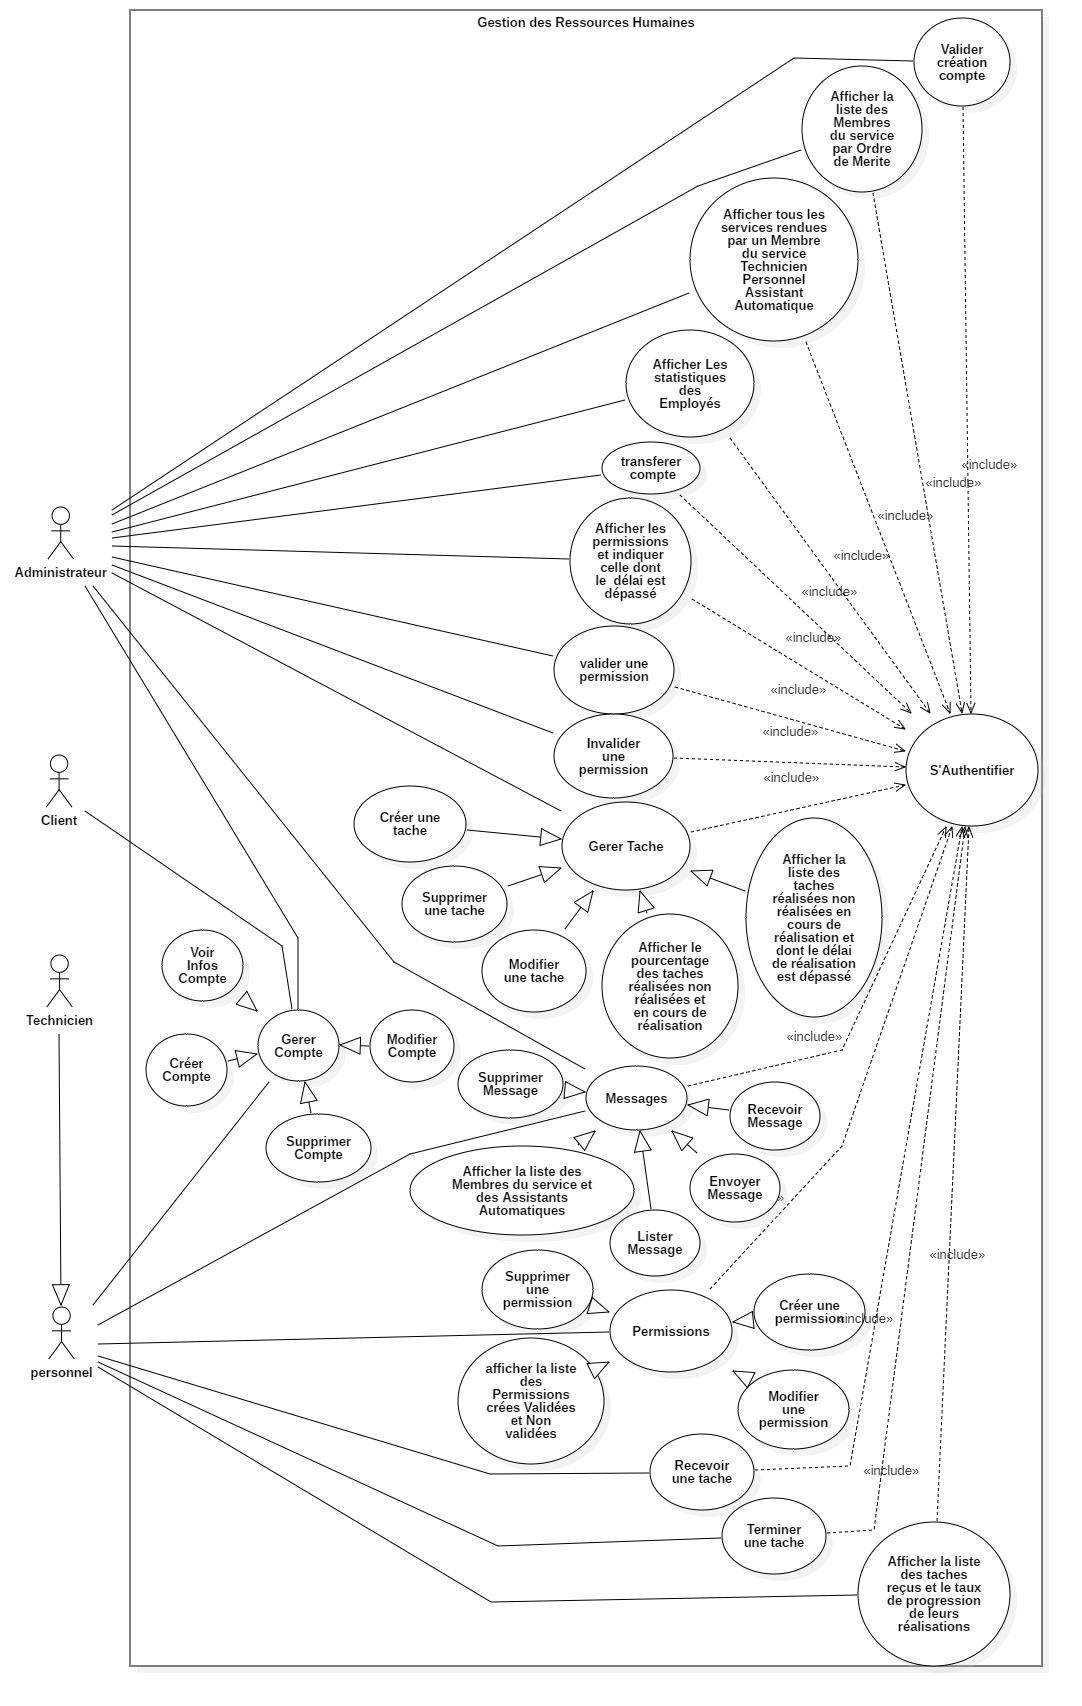 Gestion des Ressources Humaines
Valider
création
compte
Afficher la
liste des
Membres
du service
par Ordre
de Merite
Afficher tous les
services rendues
par un Membre
du service
Technicien
Personnel
Assistant
Automatique
Afficher Les
statistiques
des
Employés
transferer
compte
«include»
«include»
«include»
Afficher les
permissions
et indiquer
celle dont
le délai est
dépassé
«include»
«include»
Administrateur
«include»
valider une
permission
«include»
Invalider
une
permission
«include»
S'Authentifier
«include»
Client
Créer une
tache
Gerer Tache
Supprimer
une tache
Modifier
une tache
Afficher le
pourcentage
des taches
réalisées non
réalisées et
en cours de
réalisation
Afficher la
liste des
taches
réalisées non
réalisées en
cours de
réalisation et
dont le délai
de réalisation
est dépassé
Voir
Infos
Compte
Technicien
Gerer
Compte
Modifier
Compte
Créer
Compte
Supprimer
Compte
«include»
Supprimer
Message
Messages
Recevoir
Message
Afficher la liste des
Membres du service et
des Assistants
Automatiques
Envoyer
Message
»
Lister
Message
«include»
Supprimer
une
permission
Permissions
Créer une
permission
«include»
personnel
afficher la liste
des
Permissions
crées Validées
et Non
validées
Modifier
une
permission
Recevoir
une tache
«include»
Terminer
une tache
Afficher la liste
des taches
reçus et le taux
de progression
de leurs
réalisations